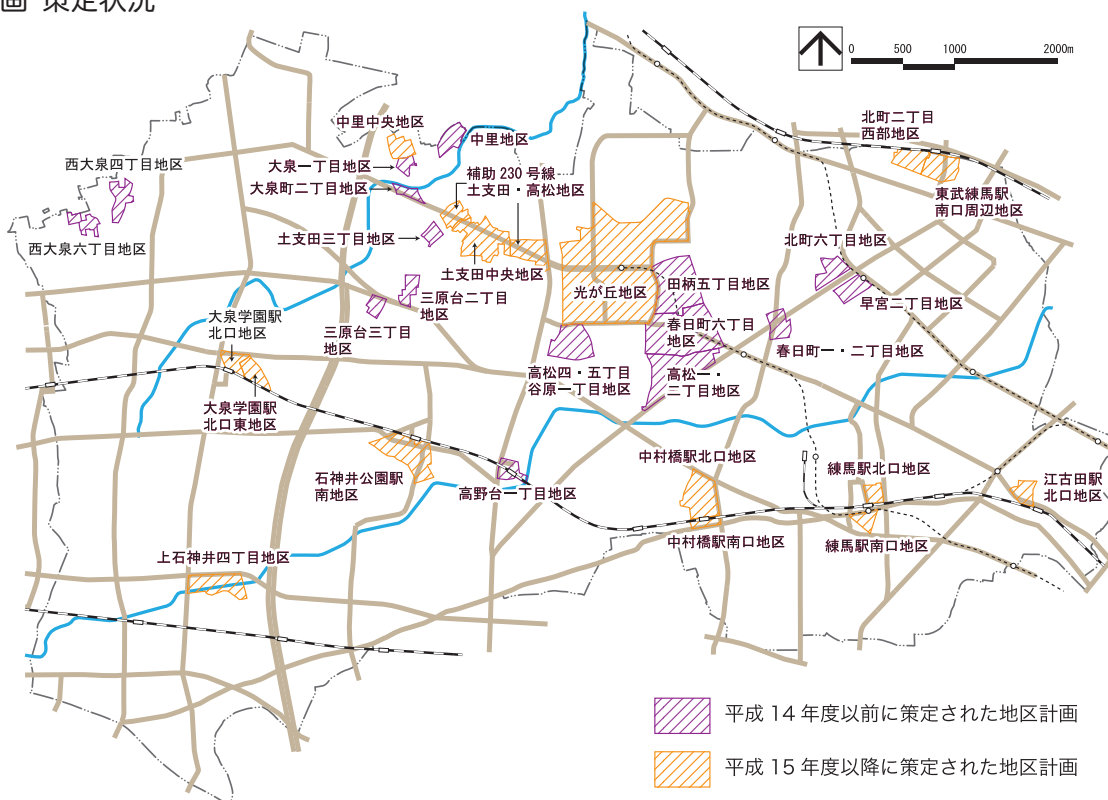 画 策定状況
0 500 1000 2000m
北町二丁目
西部地区
中里中央地区
中里地区
西大泉四丁目地区
大泉一丁目地区
補助230号線
土支田・高松地区
大泉町二丁目地区
東武練馬駅
南口周辺地区
西大泉六丁目地区
土支田三丁目地区
北町六丁目地区
土支田中央地区
田柄五丁目地区
光が丘地区
三原台二丁目
地区
早宮二丁目地区
大泉学園駅
北口地区
三原台三丁目
地区
春日町六丁目
地区
春日町一・二丁目地区
高松四・五丁目
谷原一丁目地区
高松一・
三丁目地区
大泉学園駅
北口東地区
中村橋駅北口地区
練馬駅北口地区
石神井公園駅
南地区
高野台一丁目地区
江古田駅
北口地区
中村橋駅南口地区
練馬駅南口地区
上石神井四丁目地区
平成14年度以前に策定された地区計画
平成15年度以降に策定された地区計画